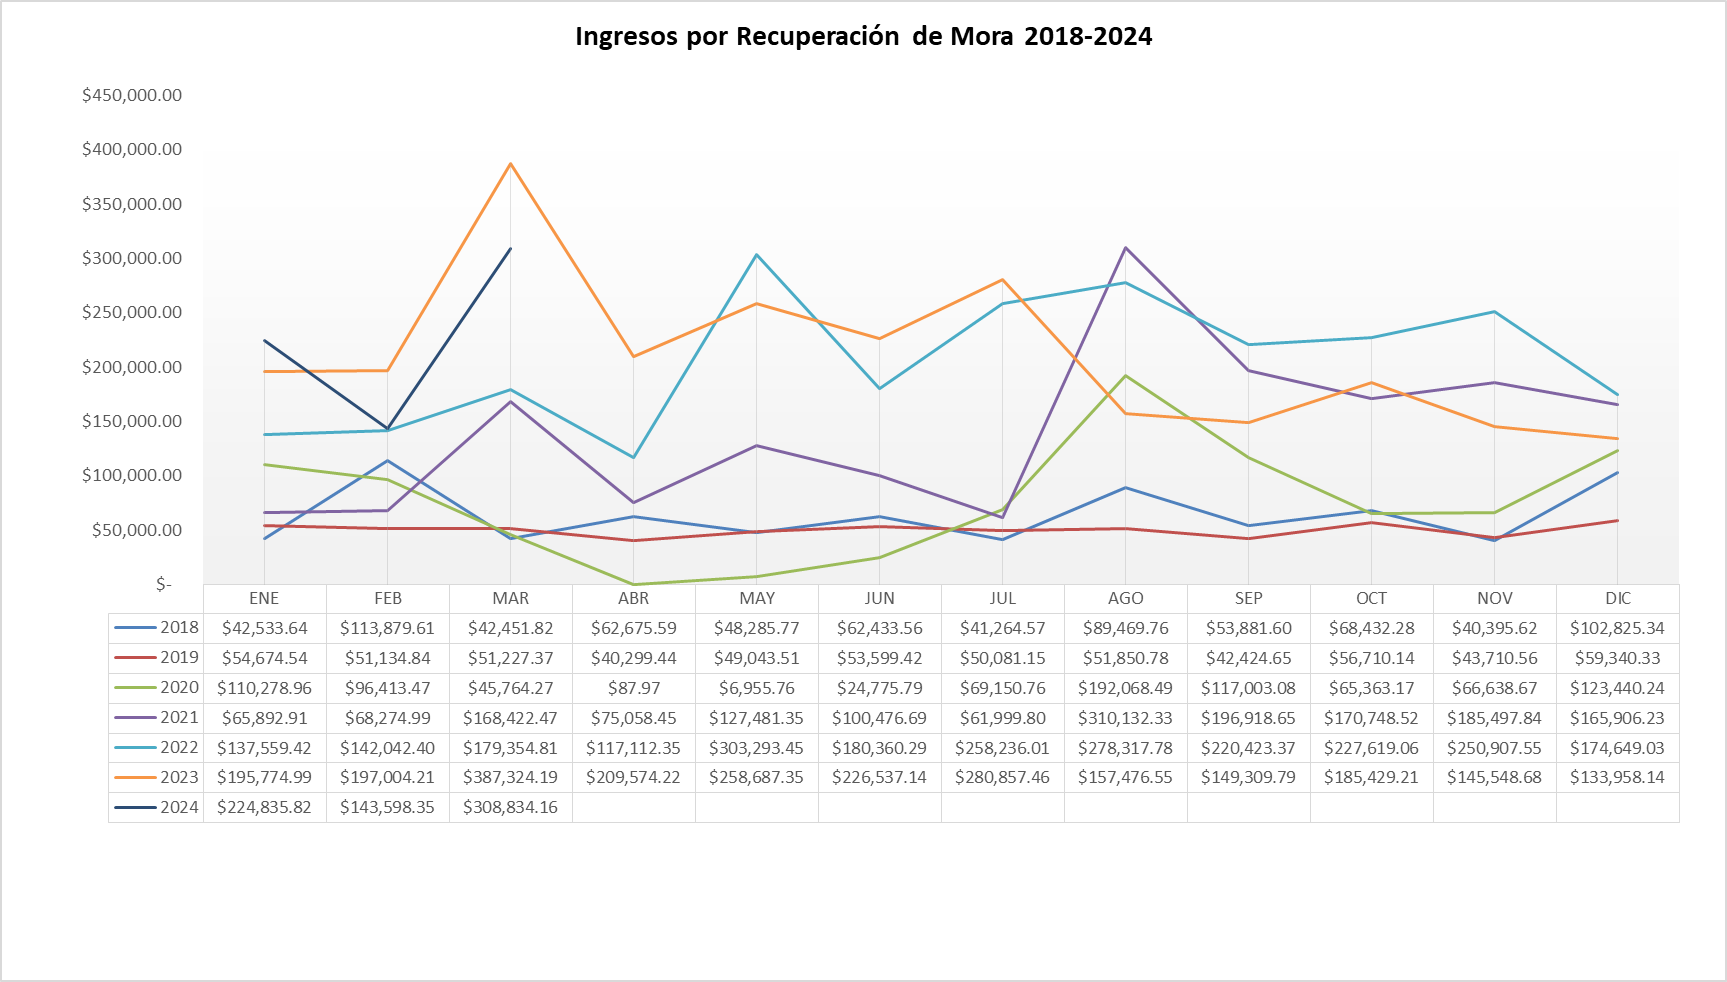 Ingresos por Recuperación de Mora 2018-2024
$450,000.00
$400,000.00
$350,000.00
$300,000.00
$250,000.00
$200,000.00
$150,000.00
$100,000.00
$50,000.00
$-
ENE FEB MAR ABR MAY JUN JUL AGO SEP OCT NOV DIC
2018 $42,533.64 $113,879.61 $42,451.82 $62,675.59 $48,285.77 $62,433.56 $41,264.57 $89,469.76 $53,881.60 $68,432.28 $40,395.62 $102,825.34
2019 $54,674.54 $51,134.84 $51,227.37 $40,299.44 $49,043.51 $53,599.42 $50,081.15 $51,850.78 $42,424.65 $56,710.14 $43,710.56 $59,340.33
2020 $110,278.96 $96,413.47 $45,764.27 $87.97 $6,955.76 $24,775.79 $69,150.76 $192,068.49 $117,003.08 $65,363.17 $66,638.67 $123,440.24
2021 $65,892.91 $68,274.99 $168,422.47 $75,058.45 $127,481.35 $100,476.69 $61,999.80 $310,132.33 $196,918.65 $170,748.52 $185,497.84 $165,906.23
2022 $137,559.42 $142,042.40 $179,354.81 $117,112.35 $303,293.45 $180,360.29 $258,236.01 $278,317.78 $220,423.37 $227,619.06 $250,907.55 $174,649.03
2023 $195,774.99 $197,004.21 $387,324.19 $209,574.22 $258,687.35 $226,537.14 $280,857.46 $157,476.55 $149,309.79 $185,429.21 $145,548.68 $133,958.14
2024 $224,835.82 $143,598.35 $308,834.16